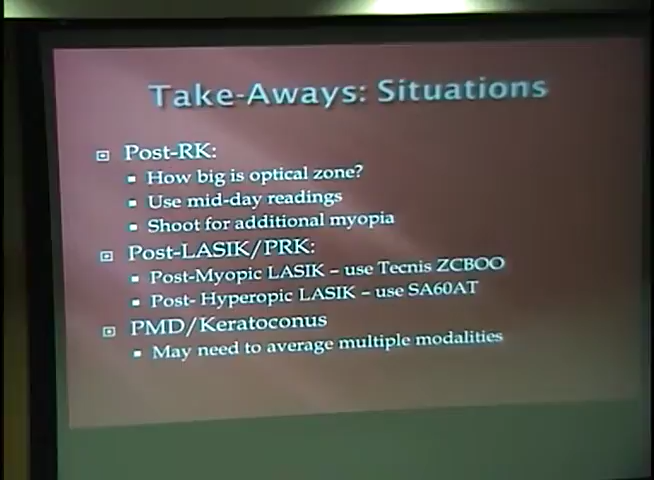 Take-Aways: Situations
Post-RK:
How big is optical zone?
Use mid-day readings
Shoot for additional myopia
Post-LASIK/PRK:
Post-Myopic LASIK – use Tecnis ZCBOO
Post- Hyperopic LASIK – use SA60AT
PMD/Keratoconus
May need to average multiple modalities